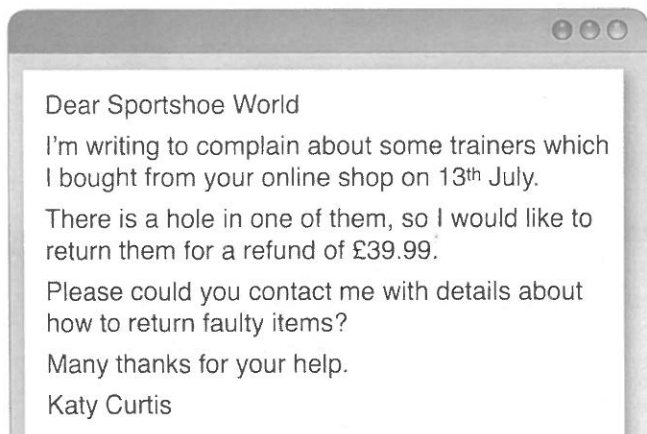 Dear Sportshoe World
I'm writing to complain about some trainers which
I bought from your online shop on 13th July.
There is a hole in one of them, so I would like to
return them for a refund of £39.99.
Please could you contact me with details about
how to return faulty items?
Many thanks for your help.
Katy Curtis